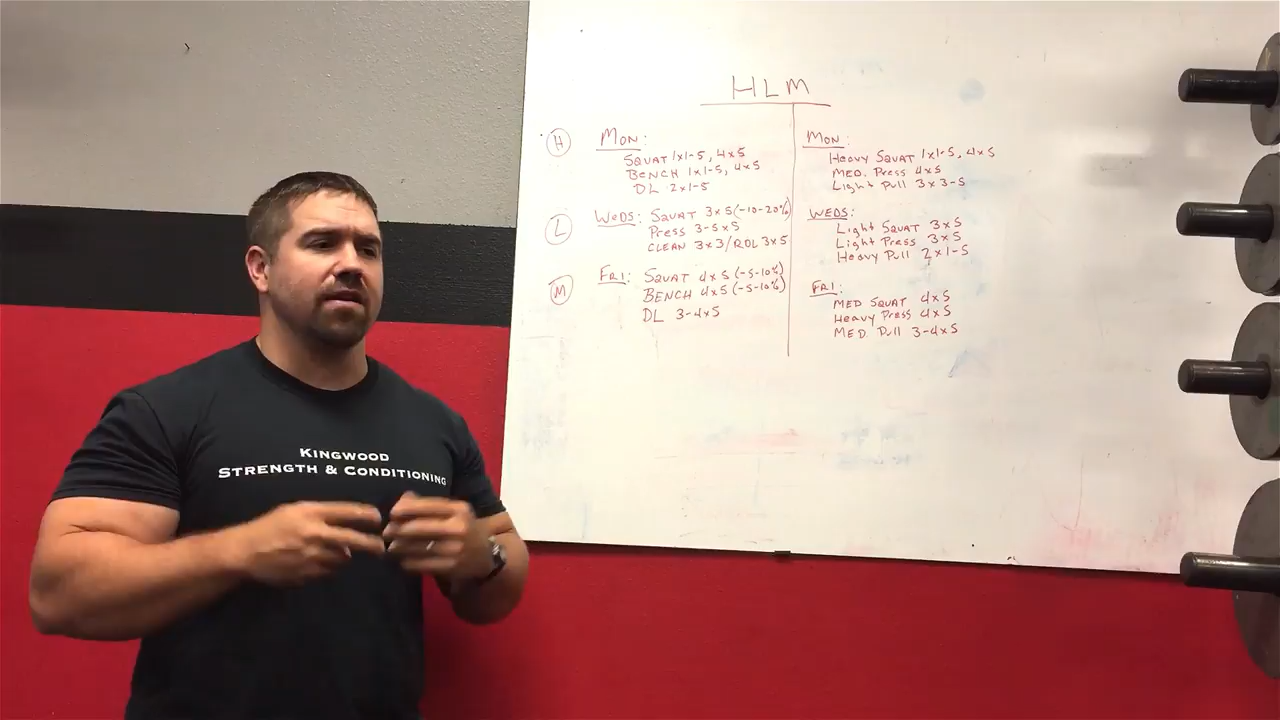 HLM
H
Mon:
Squat 1x1-5, 4x5
Bench 1x1-5, 4x5
DL 2x1-5
L
Weds: Squat 3x5 (-10-20%)
Press 3-5x5
Clean 3x3/RDL 3x5
M
Fri: Squat 4x5 (-5-10%)
Bench 4x5 (-5-10%)
DL 3-4x5
Mon:
Heavy Squat 1x1-5, 4x5
Med. Press 4x5
Light Pull 3x3-5
Weds:
Light Squat 3x5
Light Press 3x5
Heavy Pull 2x1-5
Fri:
Med Squat 4x5
Heavy Press 4x5
Med. Pull 3-4x5
Kingwood
Strength & Conditioning